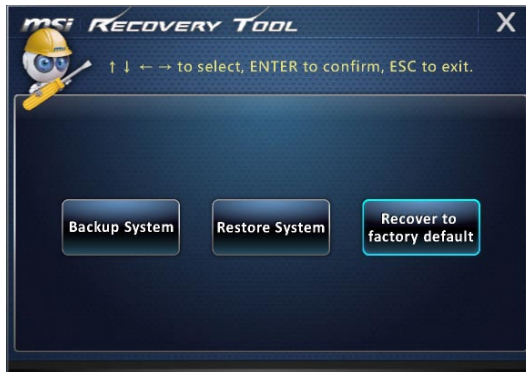 msi RECOVERY TOOL X
↑ ↓ ← → to select, ENTER to confirm, ESC to exit.
Backup System
Restore System
Recover to
factory default